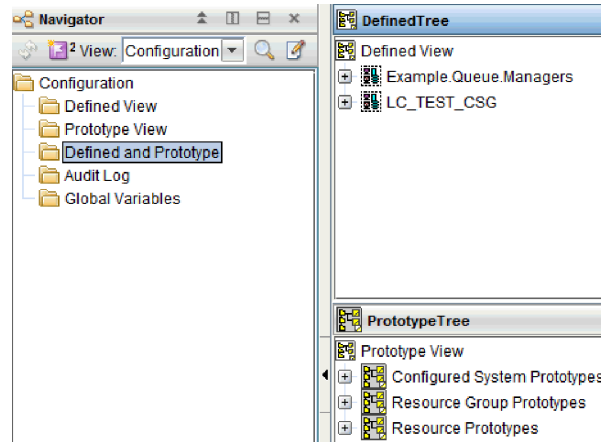 Navigator
2 View: Configuration
Configuration
Defined View
Prototype View
Defined and Prototype
Audit Log
Global Variables
DefinedTree
Defined View
Example.Queue.Managers
LC_TEST_CSG
PrototypeTree
Prototype View
Configured System Prototypes
Resource Group Prototypes
Resource Prototypes